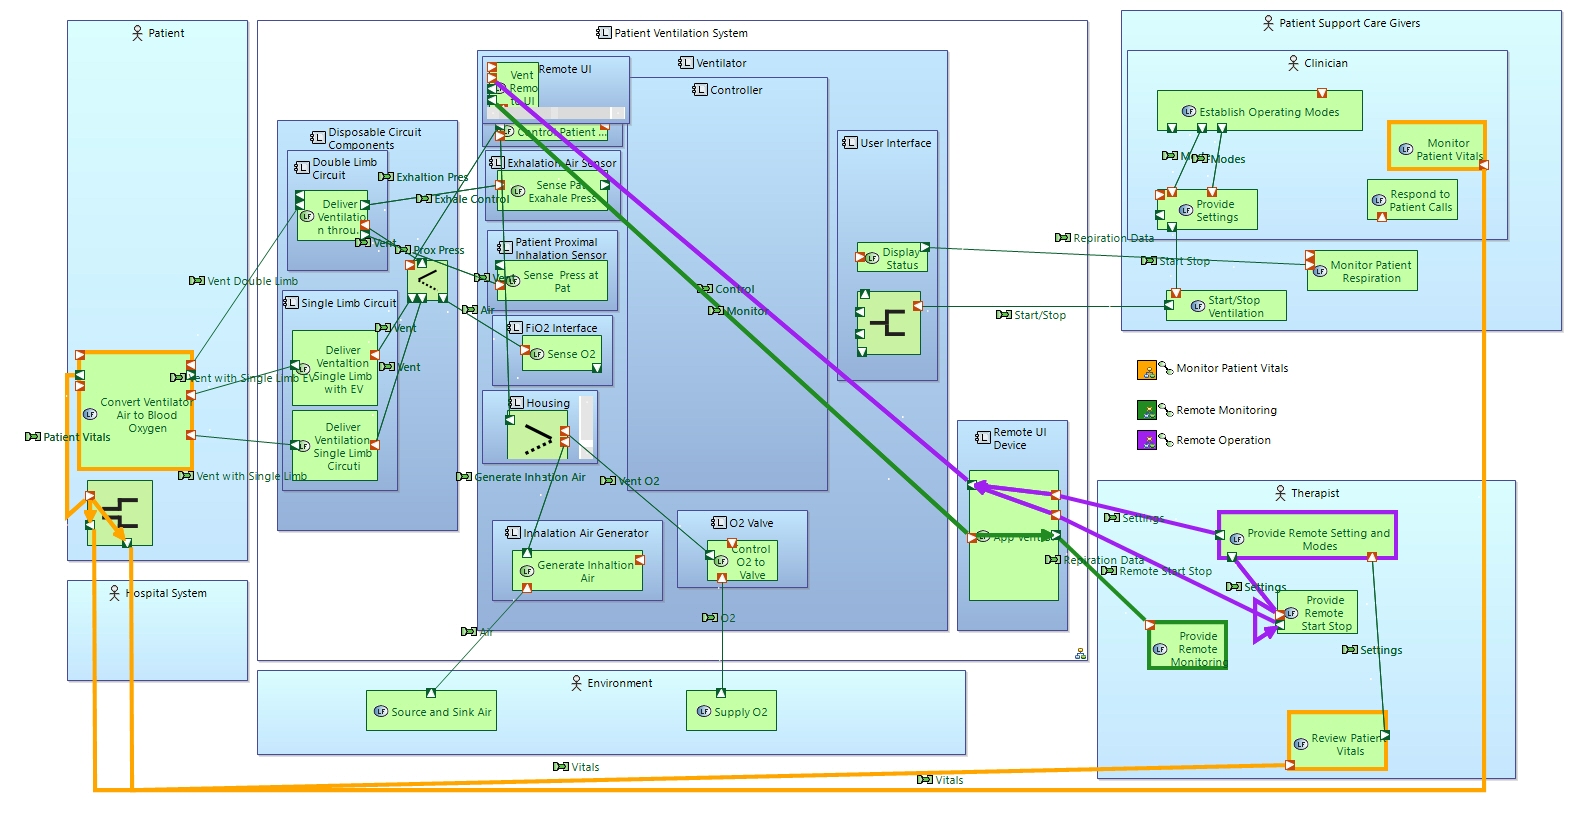 Patient
Patient Ventilation System
Patient Support Care Givers
Clinician
Ventilator
Remote UI
Vent
Remo
te UI
Controller
Control Patient ...
Establish Operating Modes
Monitor
Patient Vitals
Modes
Disposable Circuit
Components
Double Limb
Circuit
Exhaltion Pres
Exhalation Air Sensor
Sense Pat
Exhale Press
Exhale Control
User Interface
Respond to
Patient Calls
Provide
Settings
Deliver
Ventilatio
n throu...
Vent
Prox Press
Patient Proximal
Inhalation Sensor
Sense Press at
Pat
Vent
Display
Status
Repiration Data
Start Stop
Monitor Patient
Respiration
Vent Double Limb
Control
Monitor
Single Limb Circuit
Air
Start/Stop
Start/Stop
Ventilation
Vent
FiO2 Interface
Sense O2
Deliver
Ventaltion
Single Limb
with EV
Vent
Vent with Single Limb EV
Monitor Patient Vitals
Remote Monitoring
Remote Operation
Convert Ventilator
Air to Blood
Oxygen
Patient Vitals
Housing
Deliver
Ventilation
Single Limb
Circuti
Remote UI
Device
Vent with Single Limb
Generate Inhation Air
Vent O2
Therapist
Settings
Inhalation Air Generator
O2 Valve
Provide Remote Setting and
Modes
Control
O2 to
Valve
Generate Inhaltion
Air
Repiration Data
Remote Start Stop
Settings
Hospital System
Provide
Remote
Start Stop
O2
Air
Provide
Remote
Monitoring
Settings
Environment
Source and Sink Air
Supply O2
Review Patien
Vitals
Vitals
Vitals